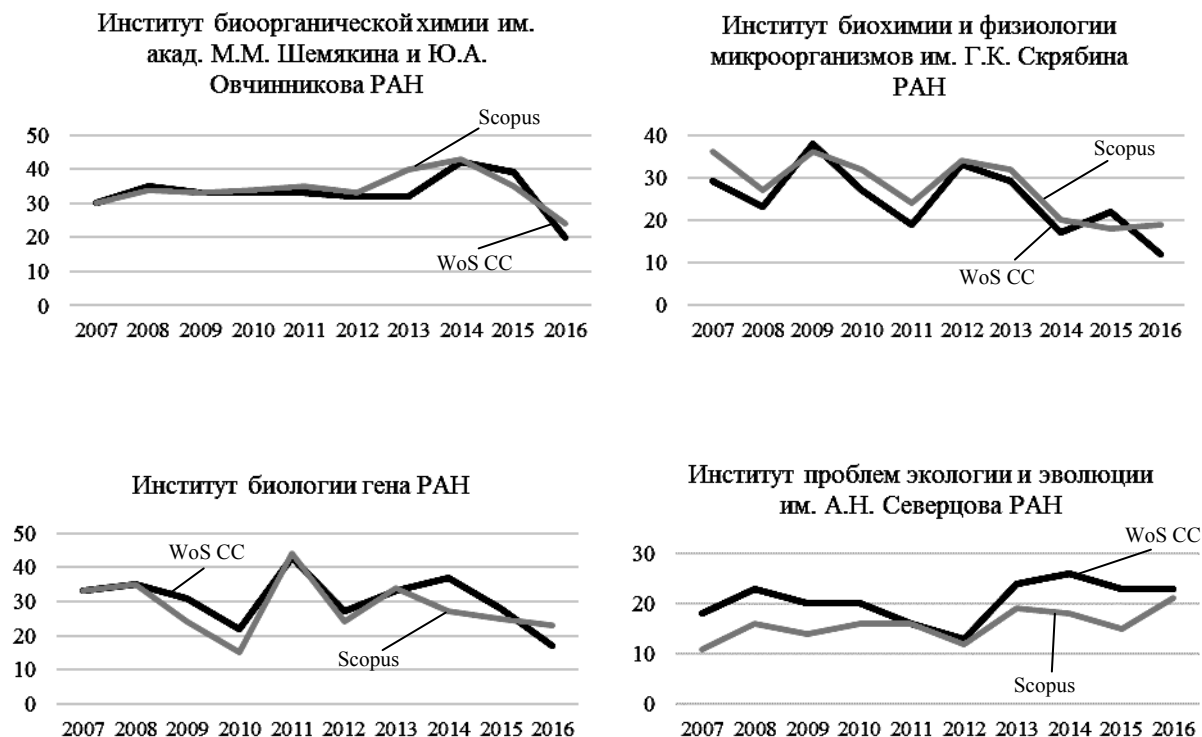 Институт биоорганической химии им.
акад. М.М. Шемякина и Ю.А.
Овчинникова РАН
50
40
30
20
10
0
Scopus
WoS CC
2007 2008 2009 2010 2011 2012 2013 2014 2015 2016
Институт биохимии и физиологии
микроорганизмов им. Г.К. Скрябина
РАН
40
30
20
10
0
Scopus
WoS CC
2007 2008 2009 2010 2011 2012 2013 2014 2015 2016
Институт биологии гена РАН
50
40
30
20
10
0
WoS CC
Scopus
2007 2008 2009 2010 2011 2012 2013 2014 2015 2016
Институт проблем экологии и эволюции
им. А.Н. Северцова РАН
30
20
10
0
WoS CC
Scopus
2007 2008 2009 2010 2011 2012 2013 2014 2015 2016